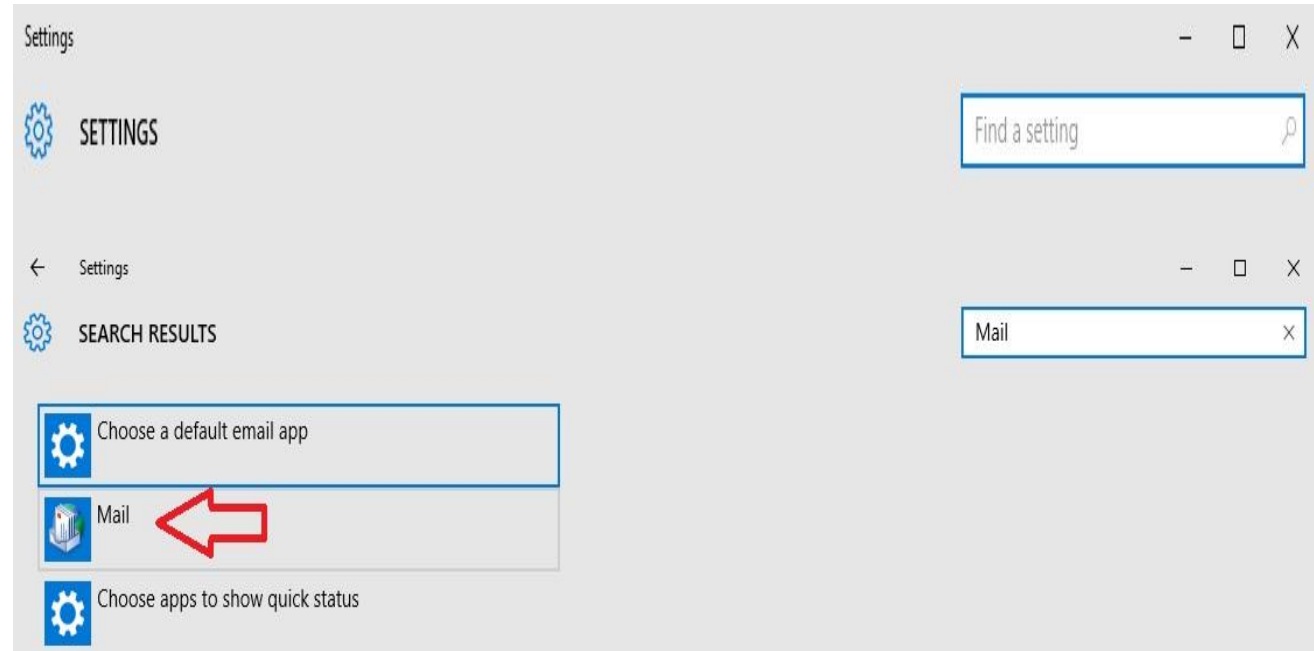 Settings
SETTINGS
Find a setting
Settings
SEARCH RESULTS
Mail
Choose a default email app
Mail
Choose apps to show quick status